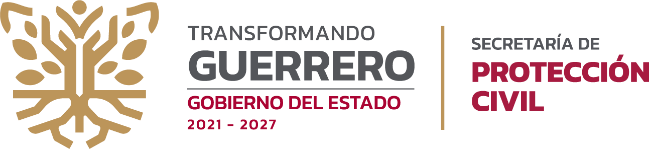 TRANSFORMANDO
GUERRERO
GOBIERNO DEL ESTADO
2021 - 2027
SECRETARÍA DE
PROTECCIÓN
CIVIL